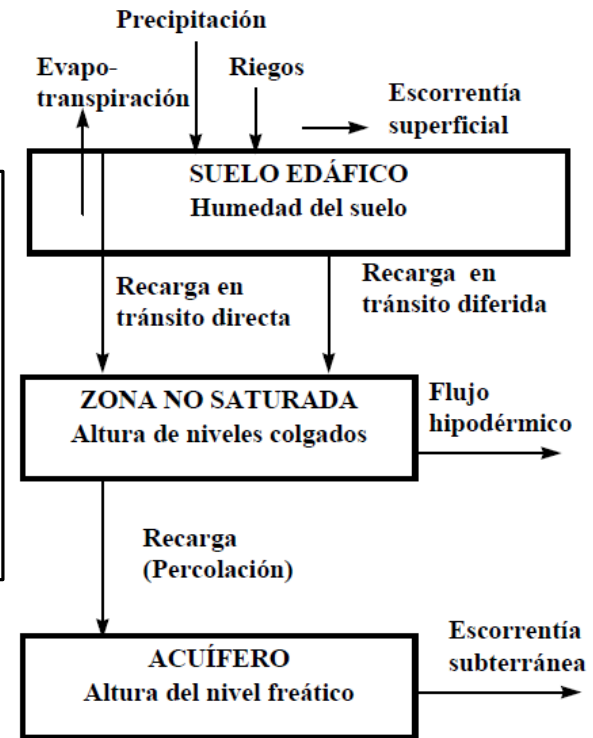 Precipitación
Evapo-
transpiración
Riegos
Escorrentía
superficial
SUELO EDÁFICO
Humedad del suelo
Recarga en
tránsito directa
Recarga en
tránsito diferida
ZONA NO SATURADA
Altura de niveles colgados
Flujo
hipodérmico
Recarga
(Percolación)
ACUÍFERO
Altura del nivel freático
Escorrentía
subterránea